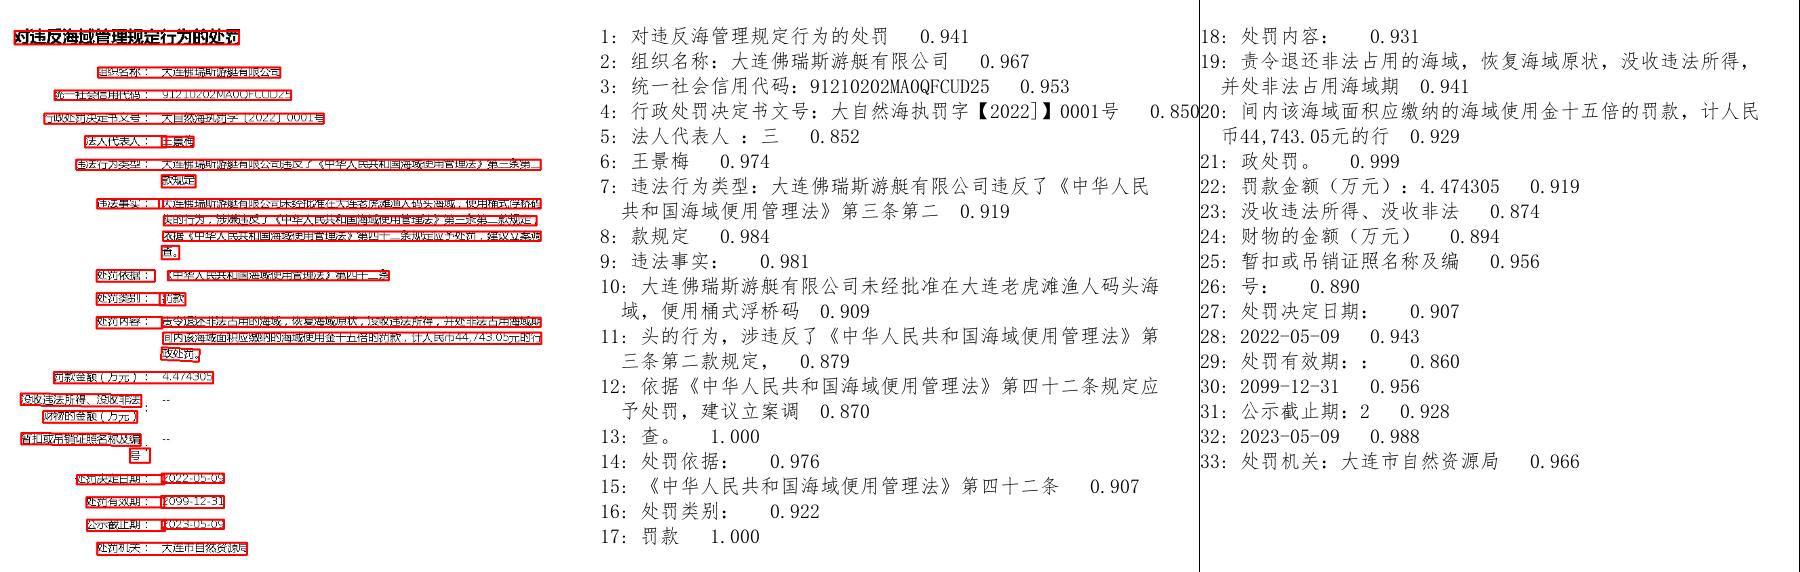 对违反海域管理规定行为的处罚
组织名称： 大连佛瑞斯游艇有限公司
统一社会信用代码： 91210202MA0QFCUD25
行政处罚决定书文号： 大自然海执罚字〔2022〕0001号
法人代表人： 王景梅
违法行为类型： 大连佛瑞斯游艇有限公司违反了《中华人民共和国海域使用管理法》第三条第二
款规定
违法事实： 大连佛瑞斯游艇有限公司未经批准在大连老虎滩渔人码头海域，使用桶式浮桥码
头的行为，涉嫌违反了《中华人民共和国海域使用管理法》第三条第二款规定，
依据《中华人民共和国海域使用管理法》第四十二条规定应予处罚，建议立案调
查。
处罚依据： 《中华人民共和国海域使用管理法》第四十二条
处罚类别： 罚款
处罚内容： 责令退还非法占用的海域，恢复海域原状，没收违法所得，并处非法占用海域期
间内该海域面积应缴纳的海域使用金十五倍的罚款，计人民币44,743.05元的行
政处罚。
罚款金额（万元）： 4.474305
没收违法所得、没收非法
财物的金额（万元） ： --
暂扣或吊销证照名称及编
号 ： --
处罚决定日期： 2022-05-09
处罚有效期： 2099-12-31
公示截止期： 2023-05-09
处罚机关： 大连市自然资源局
1: 对违反海管理规定行为的处罚 0.941
2: 组织名称：大连佛瑞斯游艇有限公司 0.967
3: 统一社会信用代码：91210202MA0QFCUD25 0.953
4: 行政处罚决定书文号：大自然海执罚字【2022]】0001号 0.850
5: 法人代表人 ：三 0.852
6: 王景梅 0.974
7: 违法行为类型：大连佛瑞斯游艇有限公司违反了《中华人民
共和国海域便用管理法》第三条第二 0.919
8: 款规定 0.984
9: 违法事实： 0.981
10: 大连佛瑞斯游艇有限公司未经批准在大连老虎滩渔人码头海
域，便用桶式浮桥码 0.909
11: 头的行为，涉违反了《中华人民共和国海域便用管理法》第
三条第二款规定， 0.879
12: 依据《中华人民共和国海域便用管理法》第四十二条规定应
予处罚，建议立案调 0.870
13: 查。 1.000
14: 处罚依据： 0.976
15: 《中华人民共和国海域便用管理法》第四十二条 0.907
16: 处罚类别： 0.922
17: 罚款 1.000
18: 处罚内容： 0.931
19: 责令退还非法占用的海域，恢复海域原状，没收违法所得，
并处非法占用海域期 0.941
20: 间内该海域面积应缴纳的海域使用金十五倍的罚款，计人民
币44,743.05元的行 0.929
21: 政处罚。 0.999
22: 罚款金额（万元）：4.474305 0.919
23: 没收违法所得、没收非法 0.874
24: 财物的金额（万元） 0.894
25: 暂扣或吊销证照名称及编 0.956
26: 号： 0.890
27: 处罚决定日期： 0.907
28: 2022-05-09 0.943
29: 处罚有效期：： 0.860
30: 2099-12-31 0.956
31: 公示截止期：2 0.928
32: 2023-05-09 0.988
33: 处罚机关：大连市自然资源局 0.966